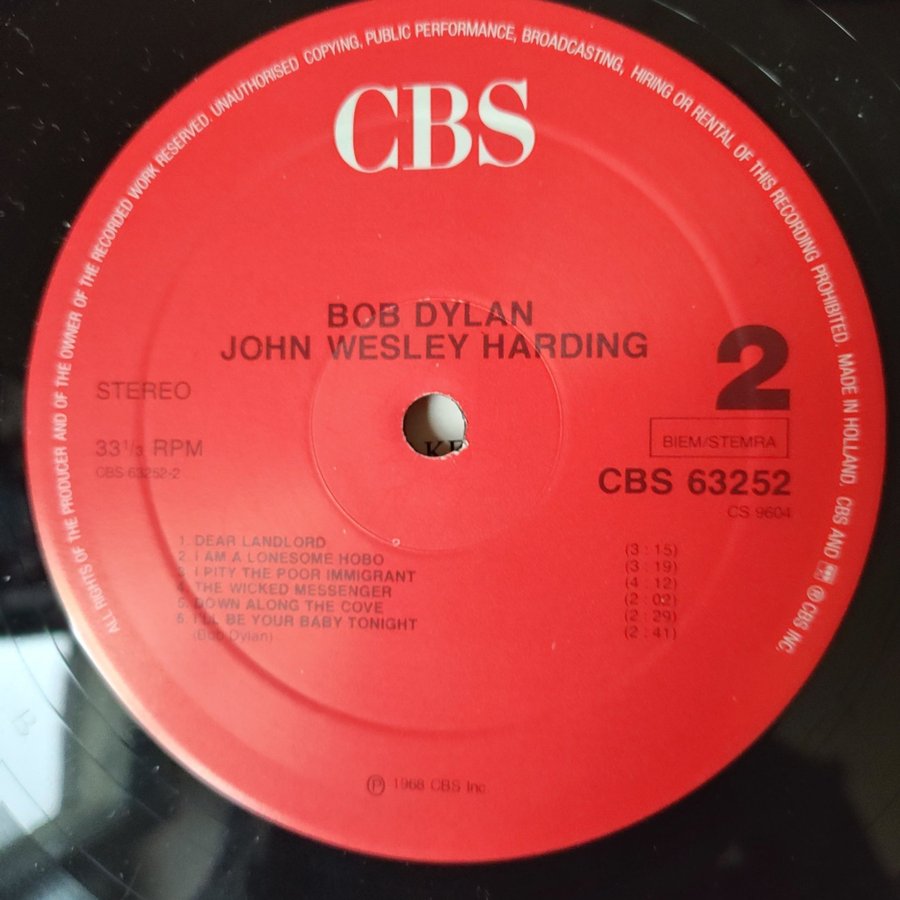 ALL RIGHTS OF THE PRODUCER AND OF THE OWNER OF THE RECORDED WORK RESERVED. UNAUTHORISED COPYING, PUBLIC PERFORMANCE, BROADCASTING, HIRING OR RENTAL OF THIS RECORDING PROHIBITED. MADE IN HOLLAND. CBS AND ® CBS INC.
CBS
BOB DYLAN
JOHN WESLEY HARDING
2
STEREO
BIEM/STEMRA
33 1/3 RPM
CBS 63252-2
CBS 63252
CS 9604
1. DEAR LANDLORD (3 : 15)
2. I AM A LONESOME HOBO (3 : 19)
3. I PITY THE POOR IMMIGRANT (4 : 12)
4. THE WICKED MESSENGER (2 : 02)
5. DOWN ALONG THE COVE (2 : 29)
6. I'LL BE YOUR BABY TONIGHT (2 : 41)
(Bob Dylan)
℗ 1968 CBS Inc.